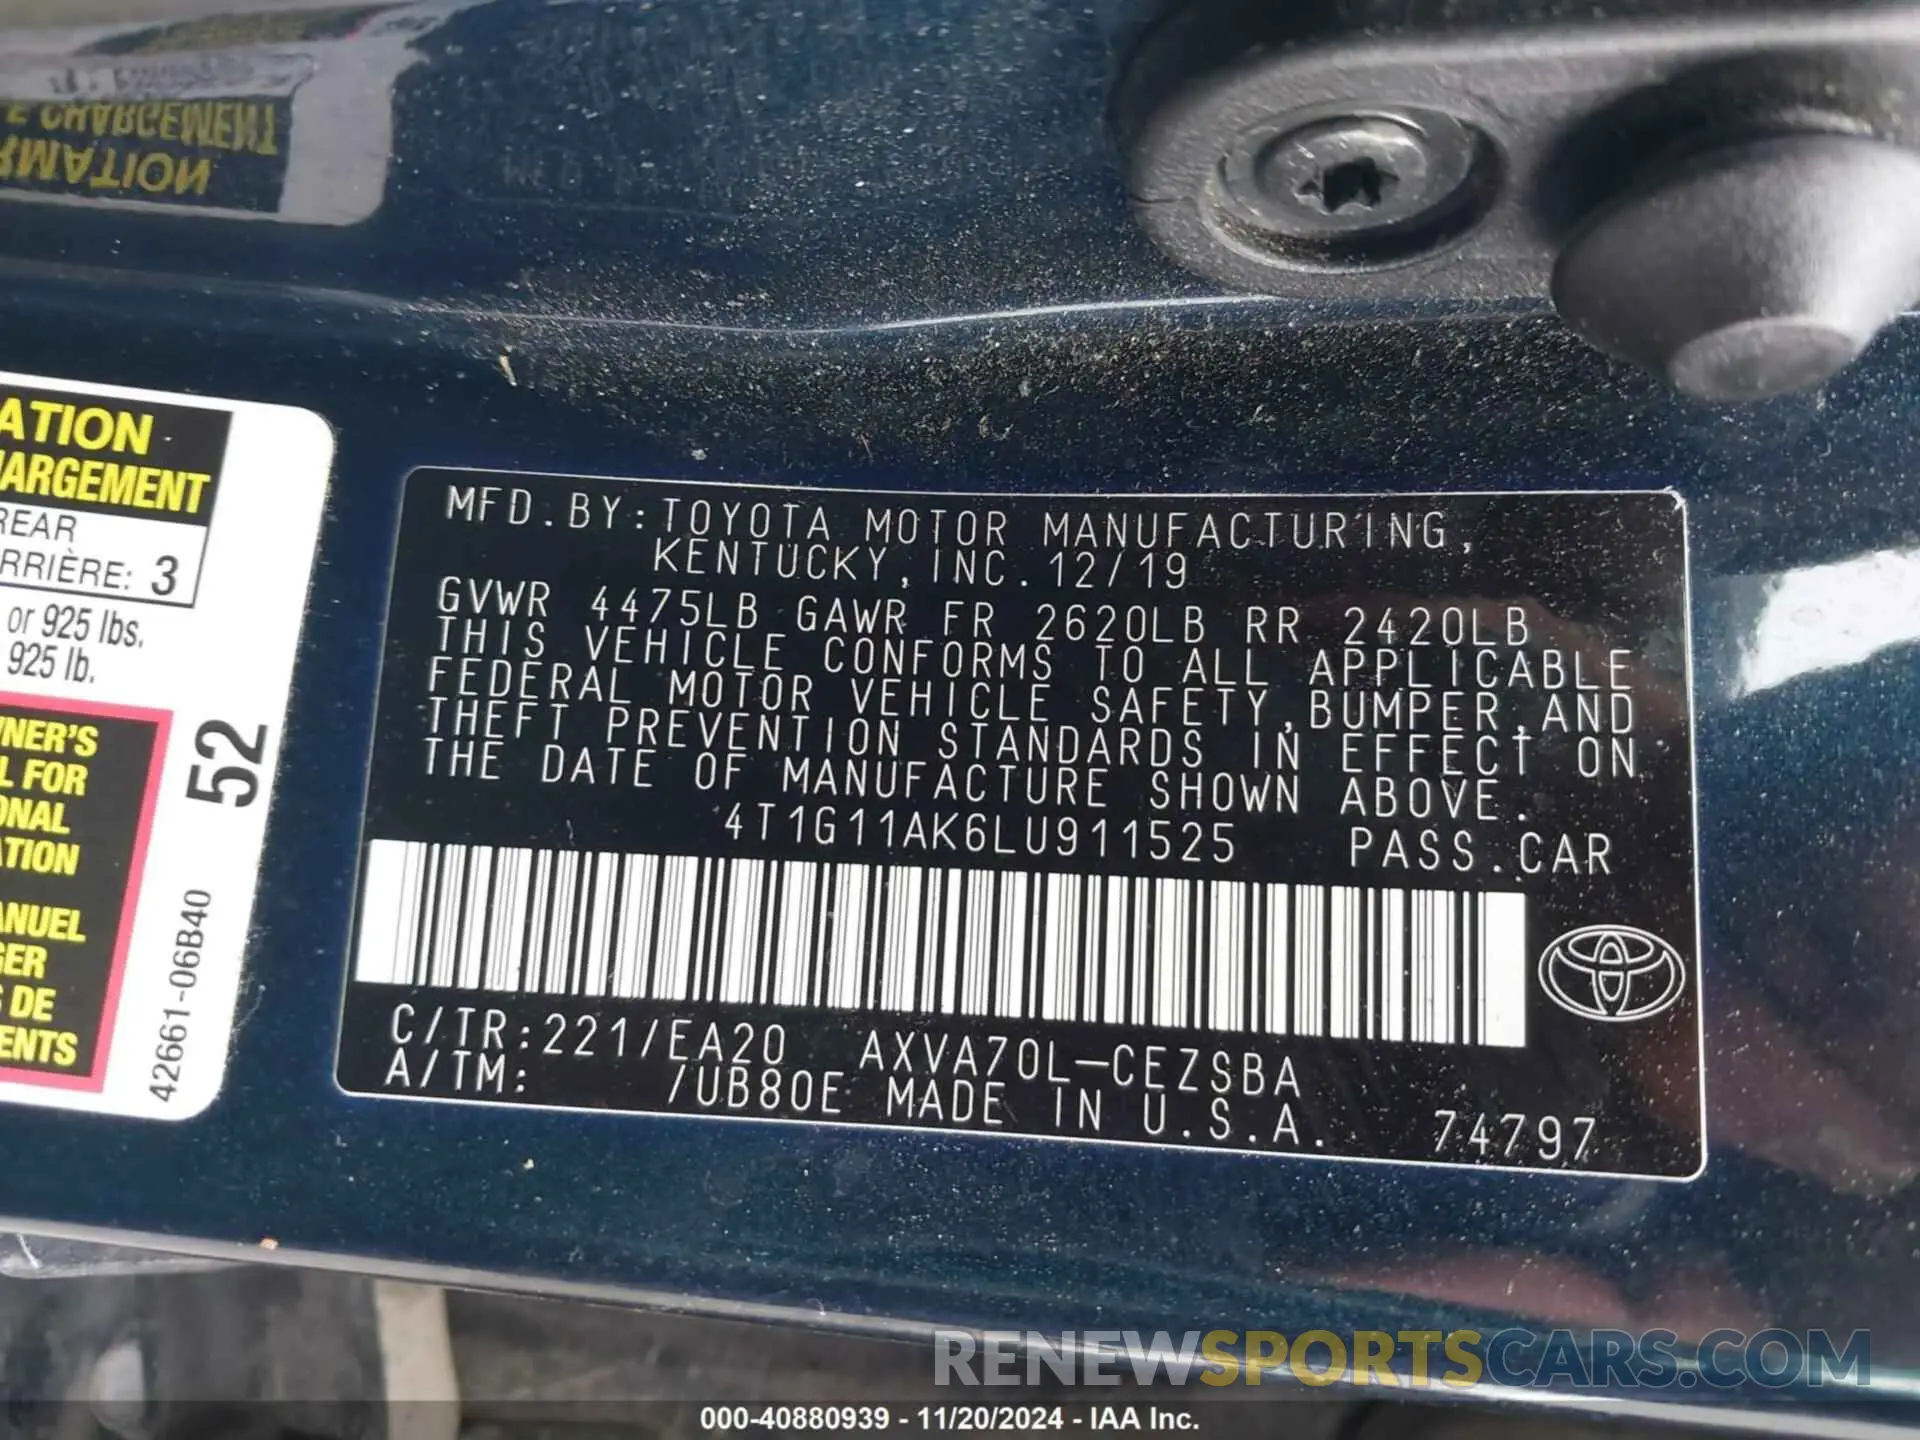 E CHARGEMENT
RMATION
ATION
HARGEMENT
REAR
ARRIÈRE: 3
or 925 lbs.
925 lb.
WNER'S
L FOR
ONAL
ATION
ANUEL
GER
S DE
ENTS
52
42661-06B40
MFD.BY:TOYOTA MOTOR MANUFACTURING,
KENTUCKY,INC.12/19
GVWR 4475LB GAWR FR 2620LB RR 2420LB
THIS VEHICLE CONFORMS TO ALL APPLICABLE
FEDERAL MOTOR VEHICLE SAFETY,BUMPER,AND
THEFT PREVENTION STANDARDS IN EFFECT ON
THE DATE OF MANUFACTURE SHOWN ABOVE.
4T1G11AK6LU911525 PASS.CAR
C/TR:221/EA20 AXVA70L-CEZSBA
A/TM: /UB80E MADE IN U.S.A. 74797
RENEWSPORTSCARS.COM
000-40880939 - 11/20/2024 - IAA Inc.